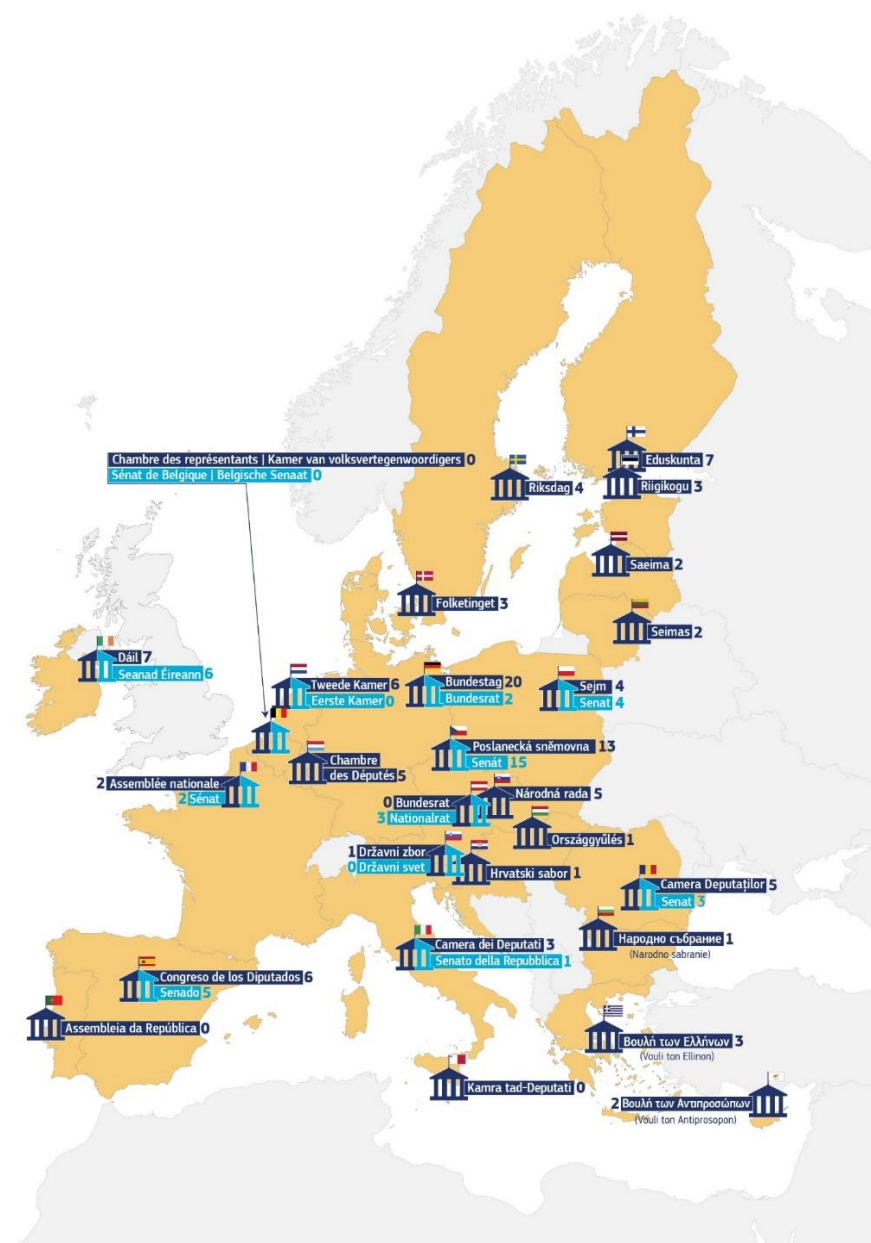 Chambre des représentants | Kamer van volksvertegenwoordigers 0
Sénat de Belgique | Belgische Senaat 0
Eduskunta 7
Riksdag 4
Riigikogu 3
Saeima 2
Folketinget 3
Seimas 2
Dáil 7
Seanad Éireann 6
Tweede Kamer 6
Eerste Kamer 0
Bundestag 20
Bundesrat 2
Sejm 4
Senat 4
Chambre
des Députés 5
Poslanecká sněmovna 13
Senát 15
2 Assemblée nationale
2 Sénat
0 Bundesrat
3 Nationalrat
Národná rada 5
Országgyűlés 1
1 Državni zbor
0 Državni svet
Hrvatski sabor 1
Camera Deputaților 5
Senat 3
Народно събрание 1
(Narodno sabranie)
Camera dei Deputati 3
Senato della Repubblica 1
Congreso de los Diputados 6
Senado 5
Assembleia da República 0
Βουλή των Ελλήνων 3
(Vouli ton Ellinon)
Kamra tad-Deputati 0
2 Βουλή των Αντιπροσώπων
(Vouli ton Antiprosopon)